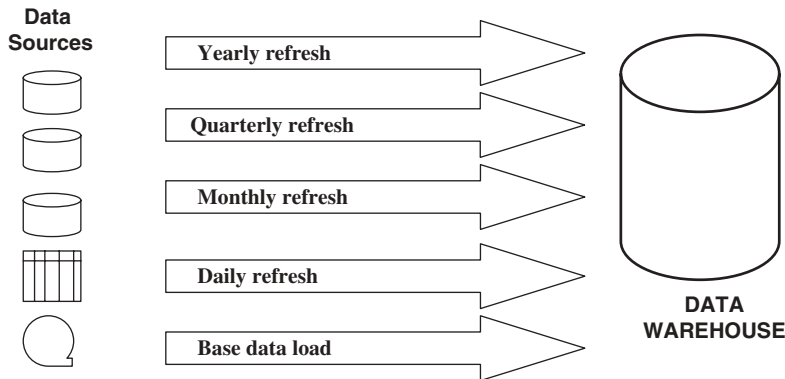 Data
Sources
Yearly refresh
Quarterly refresh
Monthly refresh
Daily refresh
Base data load
DATA
WAREHOUSE